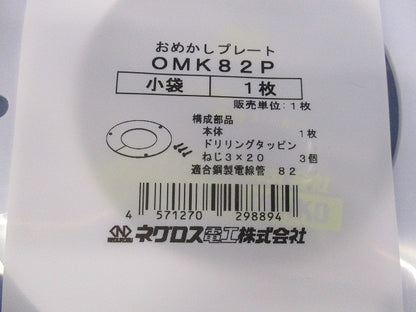 おめかしプレート
OMK82P
小袋 1枚
販売単位:1枚
構成部品
本体 1枚
ドリリングタッピン
ねじ3×20 3個
適合鋼製電線管 82
4 571270 298894
ネグロス電工株式会社